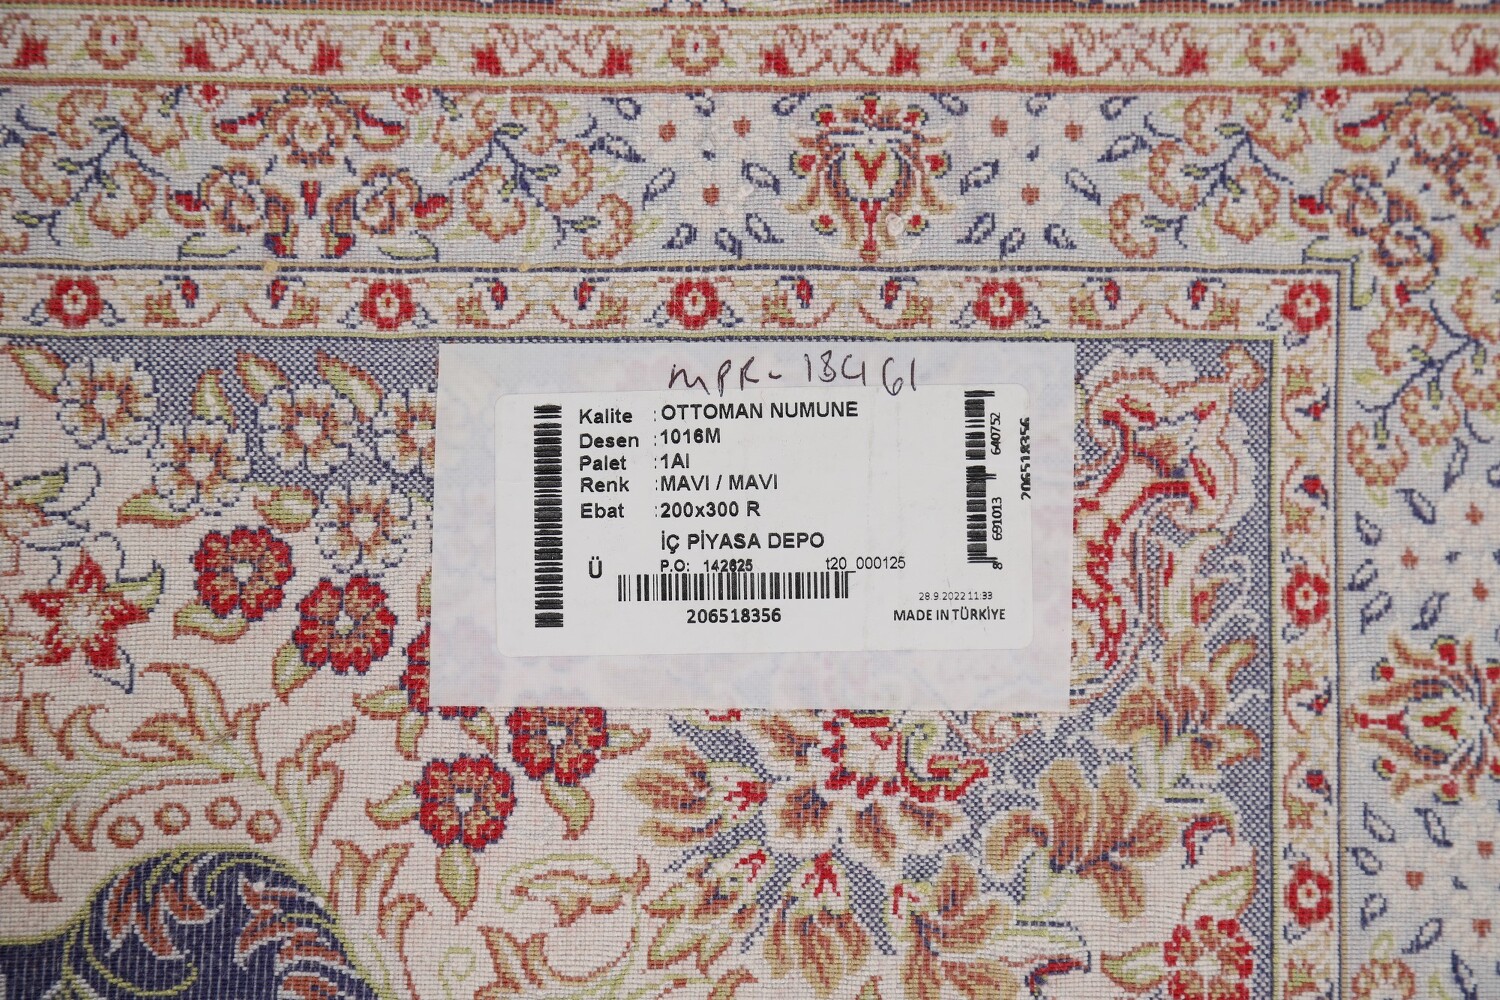 MPR- 18461
Kalite : OTTOMAN NUMUNE
Desen : 1016M
Palet : 1AI
Renk : MAVI / MAVI
Ebat : 200x300 R
İÇ PİYASA DEPO
Ü P.O: 142625 t20_000125
206518356
28.9.2022 11:33
MADE IN TÜRKİYE
8 691013 640752
206518356